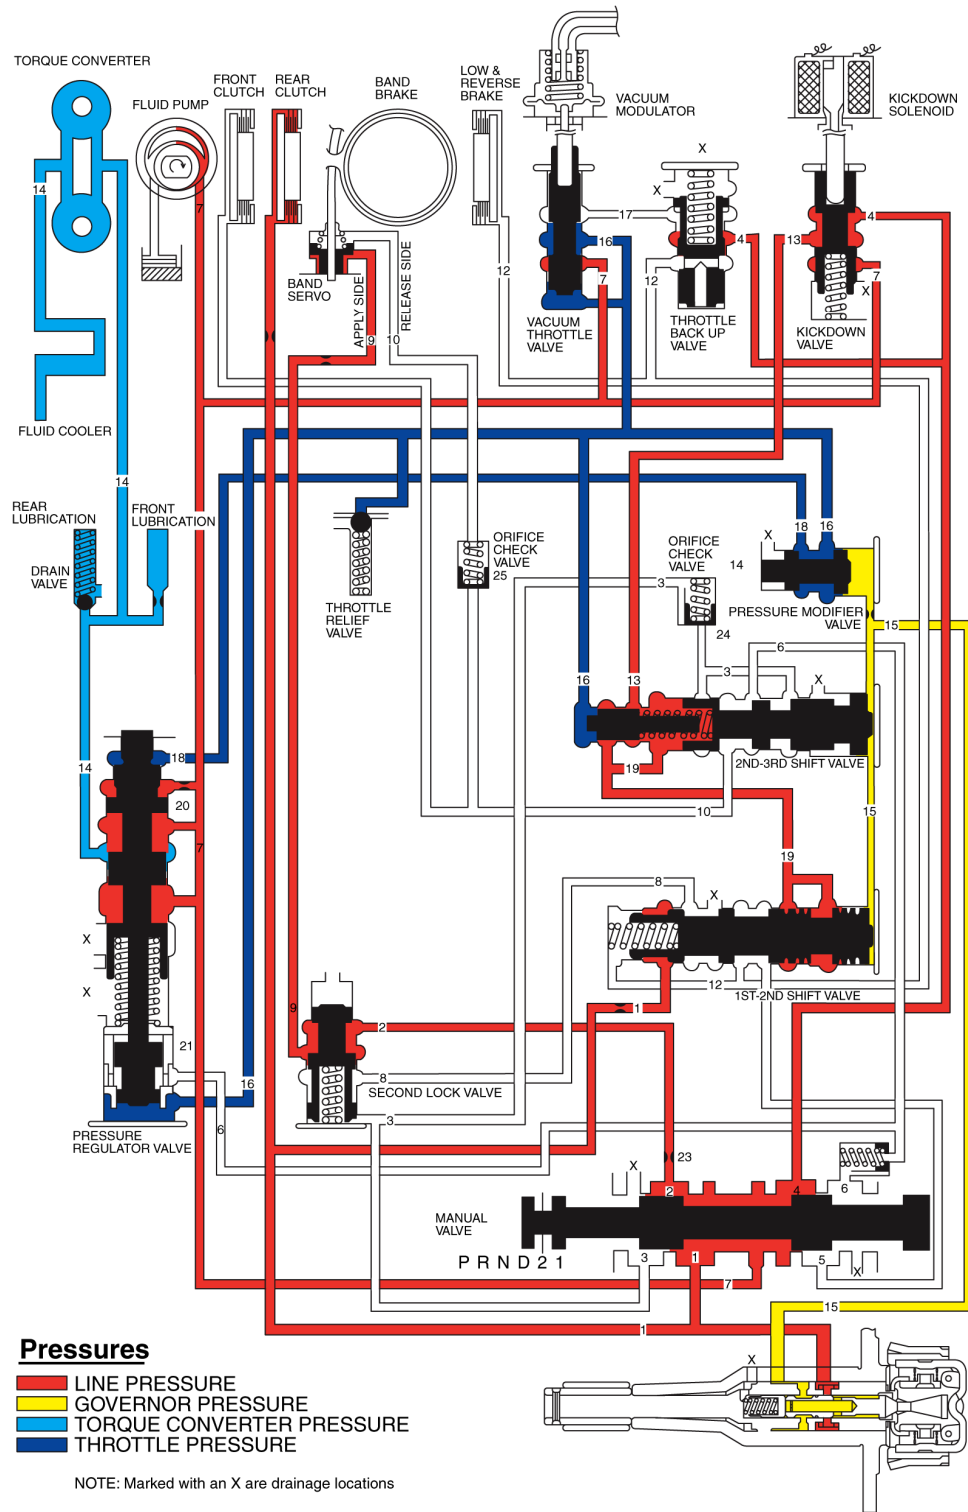 TORQUE CONVERTER
FLUID PUMP
FRONT
CLUTCH
REAR
CLUTCH
BAND
BRAKE
LOW &
REVERSE
BRAKE
VACUUM
MODULATOR
KICKDOWN
SOLENOID
X
X
14
7
17
16
4
13
4
12
7
12
7
X
BAND
SERVO
APPLY SIDE
9
10
RELEASE SIDE
VACUUM
THROTTLE
VALVE
THROTTLE
BACK UP
VALVE
KICKDOWN
VALVE
FLUID COOLER
14
REAR
LUBRICATION
FRONT
LUBRICATION
DRAIN
VALVE
THROTTLE
RELIEF
VALVE
ORIFICE
CHECK
VALVE
25
ORIFICE
CHECK
VALVE
3
24
18
16
X
14
PRESSURE MODIFIER
VALVE
15
6
3
X
16
13
2ND-3RD SHIFT VALVE
19
10
15
14
18
20
7
19
8
X
X
X
12
1ST-2ND SHIFT VALVE
1
9
2
21
16
8
SECOND LOCK VALVE
3
6
PRESSURE
REGULATOR VALVE
23
X
2
4
6
MANUAL
VALVE
P R N D 2 1
3
1
5
X
7
15
1
X
Pressures
LINE PRESSURE
GOVERNOR PRESSURE
TORQUE CONVERTER PRESSURE
THROTTLE PRESSURE
NOTE: Marked with an X are drainage locations